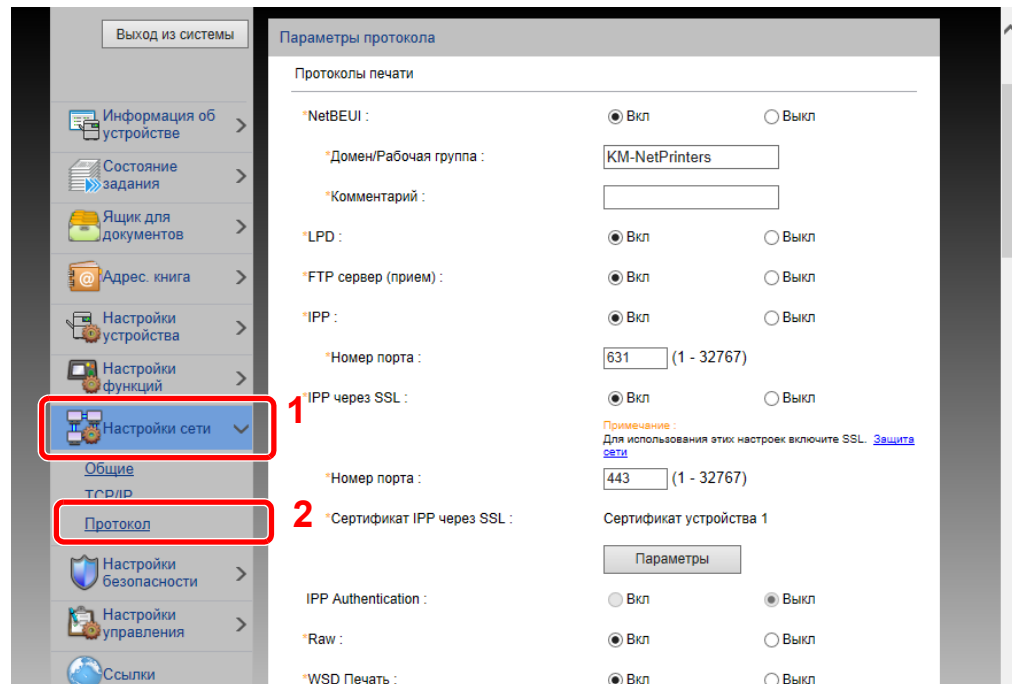 Выход из системы
Информация об
устройстве
Состояние
задания
Ящик для
документов
Адрес. книга
Настройки
устройства
Настройки
функций
Настройки сети
1
Общие
TCP/IP
Протокол
2
Настройки
безопасности
Настройки
управления
Ссылки
Параметры протокола
Протоколы печати
*NetBEUI : Вкл Выкл
*Домен/Рабочая группа : KM-NetPrinters
*Комментарий :
*LPD : Вкл Выкл
*FTP сервер (прием) : Вкл Выкл
*IPP : Вкл Выкл
*Номер порта : 631 (1 - 32767)
*IPP через SSL : Вкл Выкл
Примечание :
Для использования этих настроек включите SSL. Защита
сети
*Номер порта : 443 (1 - 32767)
*Сертификат IPP через SSL : Сертификат устройства 1
Параметры
IPP Authentication : Вкл Выкл
*Raw : Вкл Выкл
*WSD Печать : Вкл Выкл